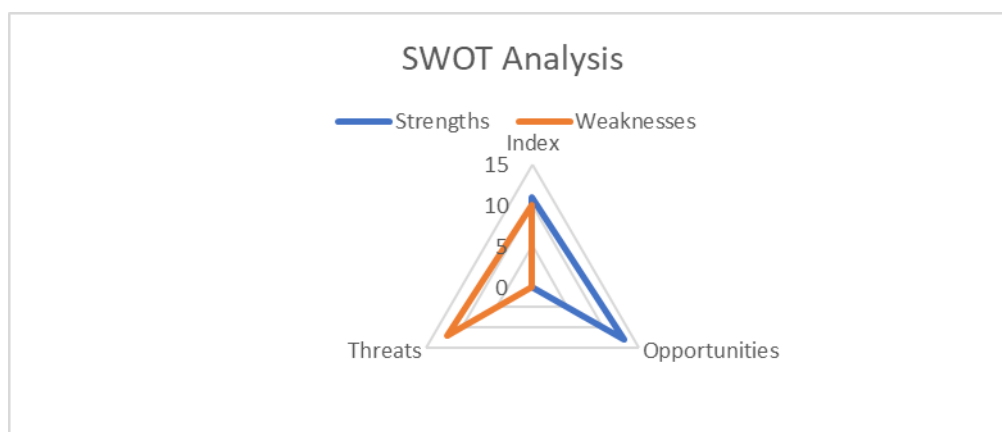 SWOT Analysis
Strengths Weaknesses
Index
15
10
5
0
Threats Opportunities